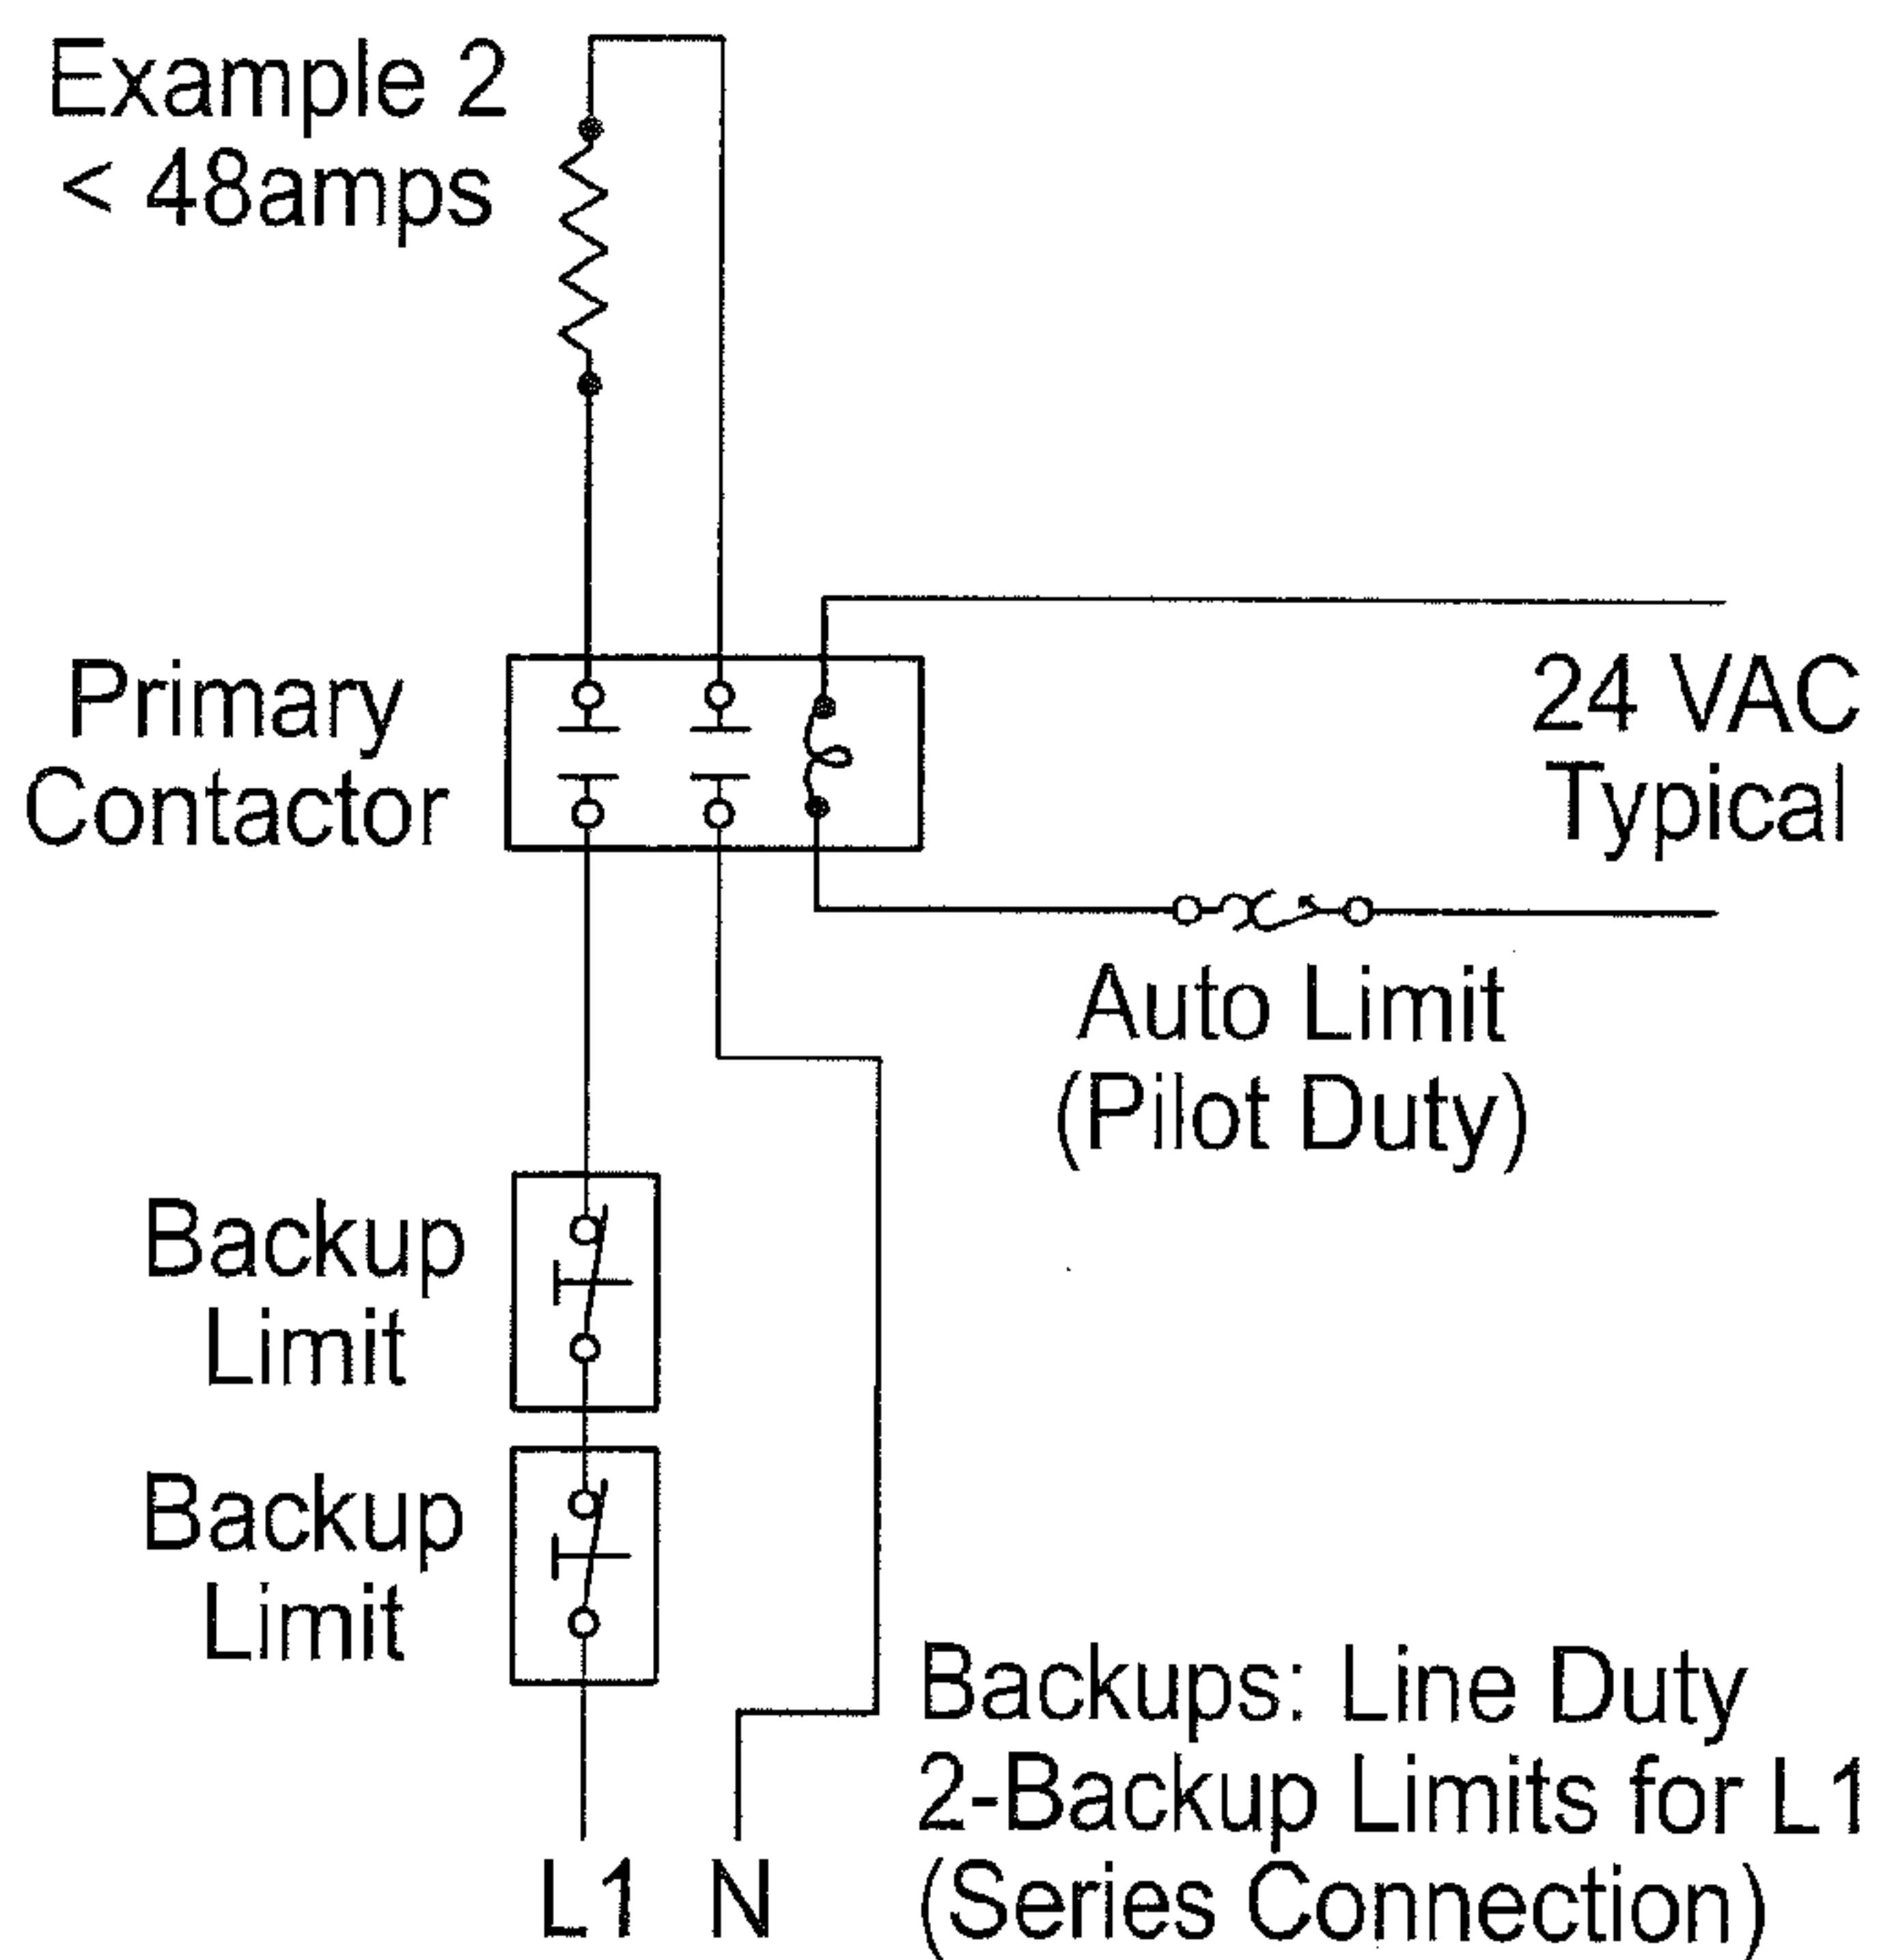 Example 2
< 48amps
Primary
Contactor
24 VAC
Typical
Auto Limit
(Pilot Duty)
Backup
Limit
Backup
Limit
Backups: Line Duty
2-Backup Limits for L1
(Series Connection)
L1 N